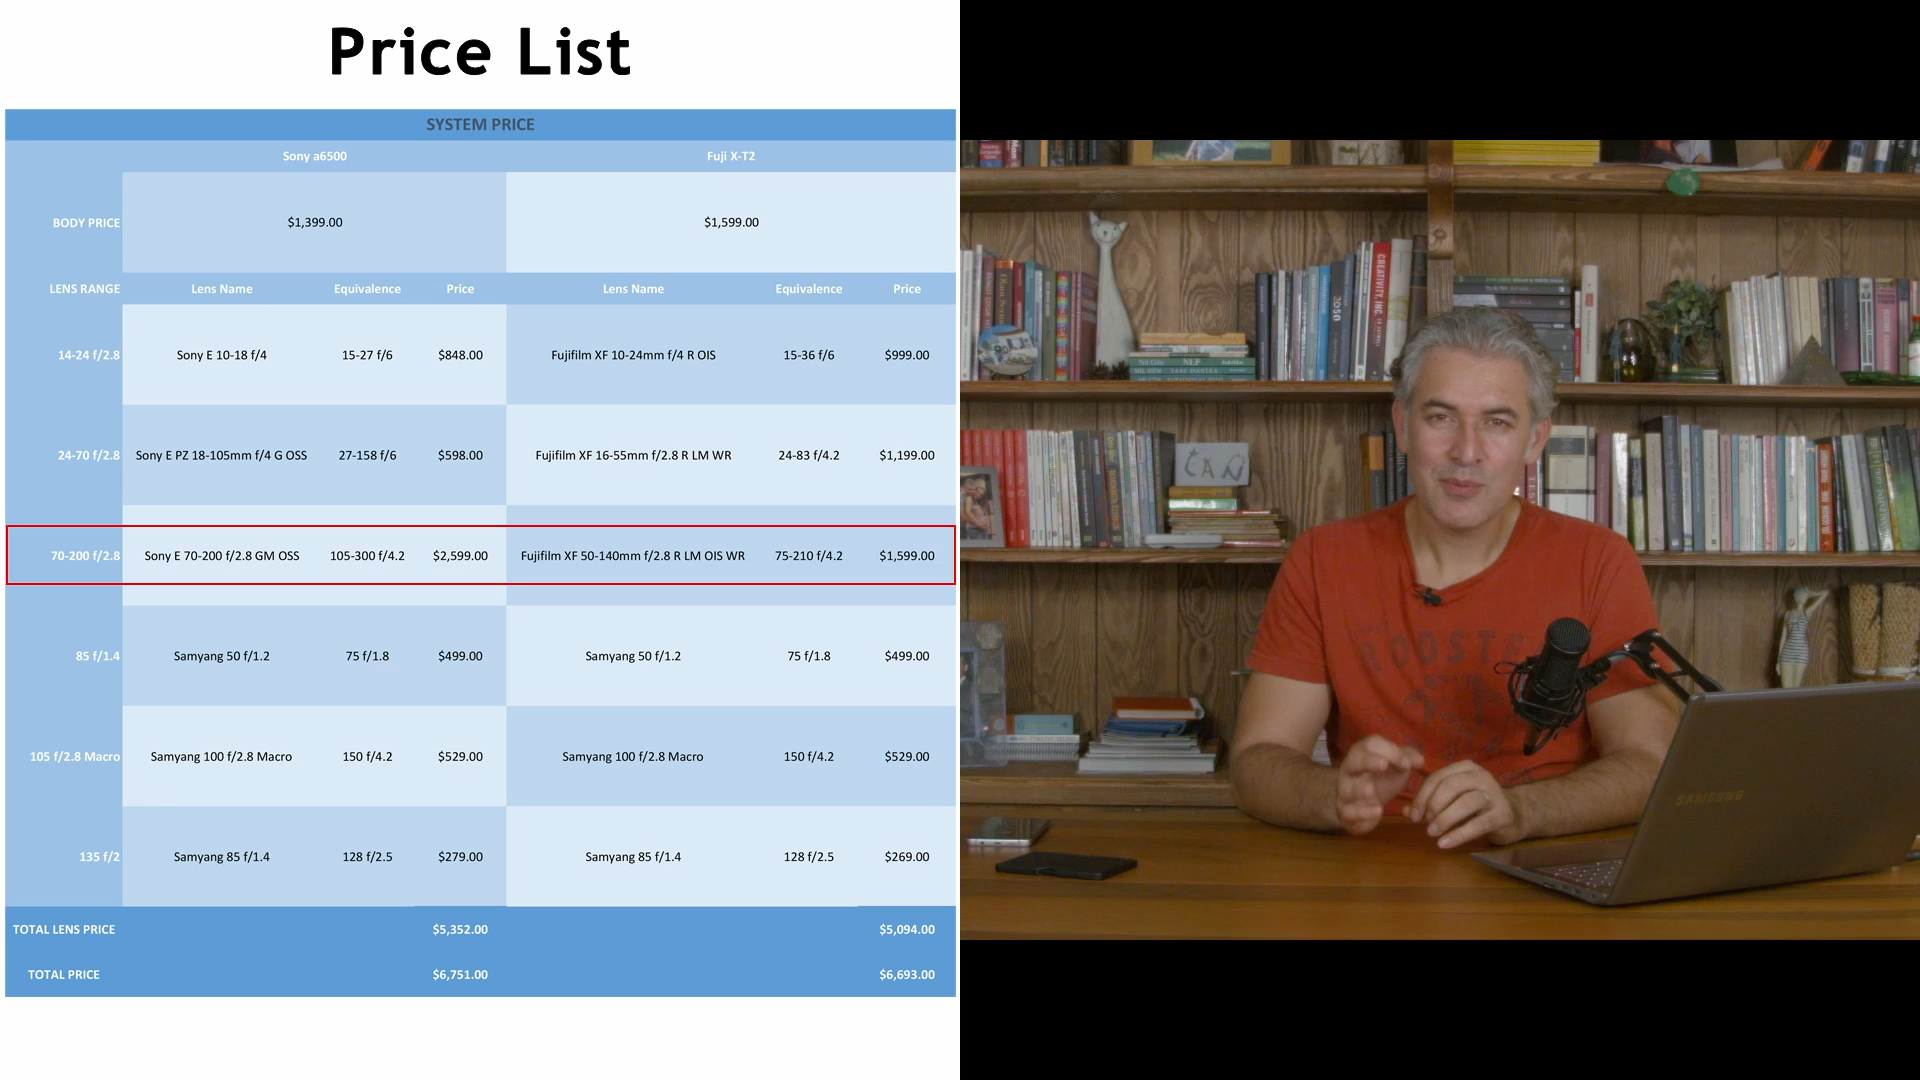 Price List
SYSTEM PRICE
Sony a6500 Fuji X-T2
BODY PRICE $1,399.00 $1,599.00
LENS RANGE Lens Name Equivalence Price Lens Name Equivalence Price
14-24 f/2.8 Sony E 10-18 f/4 15-27 f/6 $848.00 Fujifilm XF 10-24mm f/4 R OIS 15-36 f/6 $999.00
24-70 f/2.8 Sony E PZ 18-105mm f/4 G OSS 27-158 f/6 $598.00 Fujifilm XF 16-55mm f/2.8 R LM WR 24-83 f/4.2 $1,199.00
70-200 f/2.8 Sony E 70-200 f/2.8 GM OSS 105-300 f/4.2 $2,599.00 Fujifilm XF 50-140mm f/2.8 R LM OIS WR 75-210 f/4.2 $1,599.00
85 f/1.4 Samyang 50 f/1.2 75 f/1.8 $499.00 Samyang 50 f/1.2 75 f/1.8 $499.00
105 f/2.8 Macro Samyang 100 f/2.8 Macro 150 f/4.2 $529.00 Samyang 100 f/2.8 Macro 150 f/4.2 $529.00
135 f/2 Samyang 85 f/1.4 128 f/2.5 $279.00 Samyang 85 f/1.4 128 f/2.5 $269.00
TOTAL LENS PRICE $5,352.00 $5,094.00
TOTAL PRICE $6,751.00 $6,693.00
CREATIVITY, INC.
2050
NLP
CAN
ROOSTE
SAMSUNG